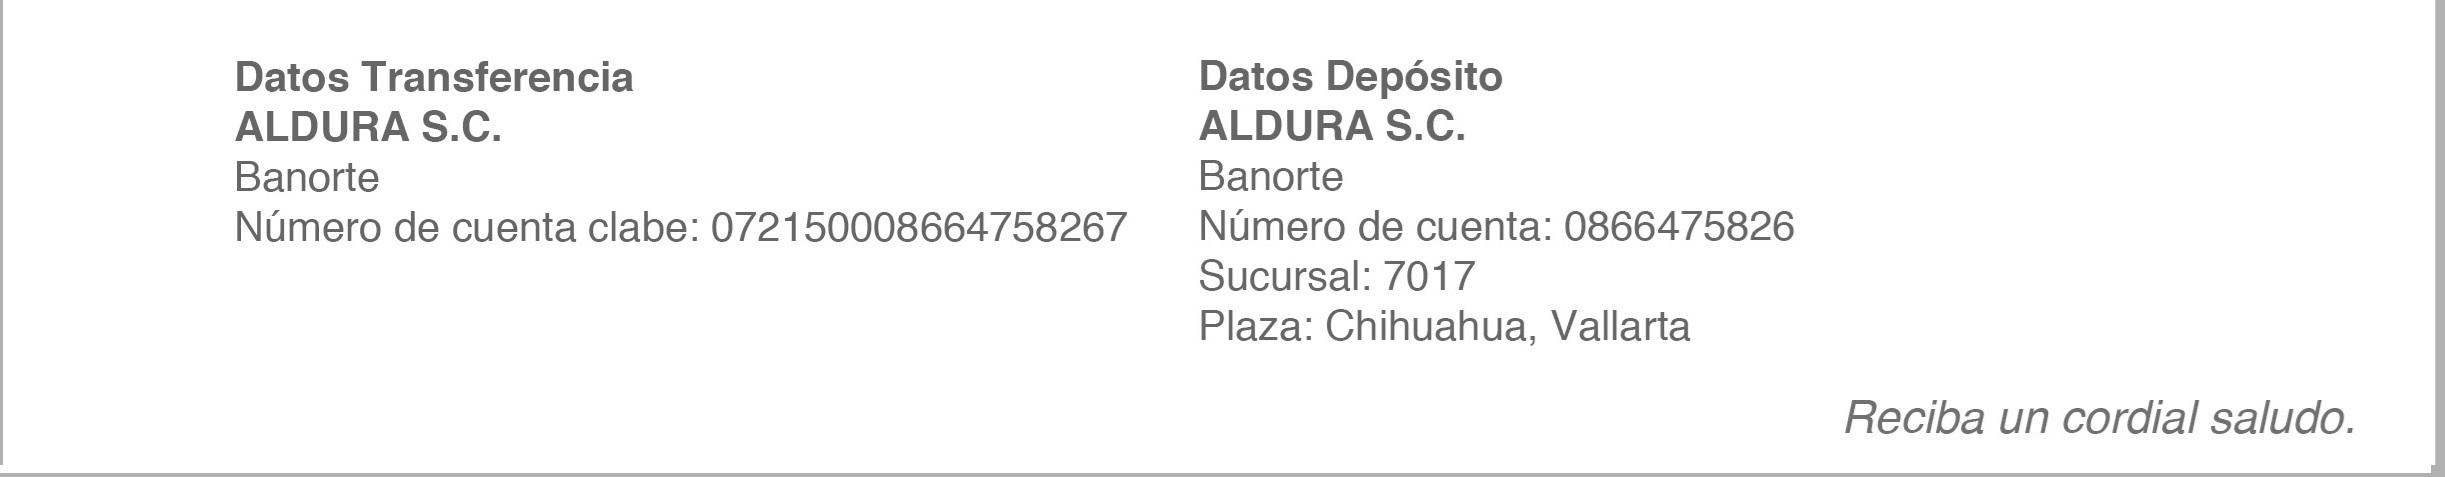 Datos Transferencia
ALDURA S.C.
Banorte
Número de cuenta clabe: 072150008664758267
Datos Depósito
ALDURA S.C.
Banorte
Número de cuenta: 0866475826
Sucursal: 7017
Plaza: Chihuahua, Vallarta
Reciba un cordial saludo.